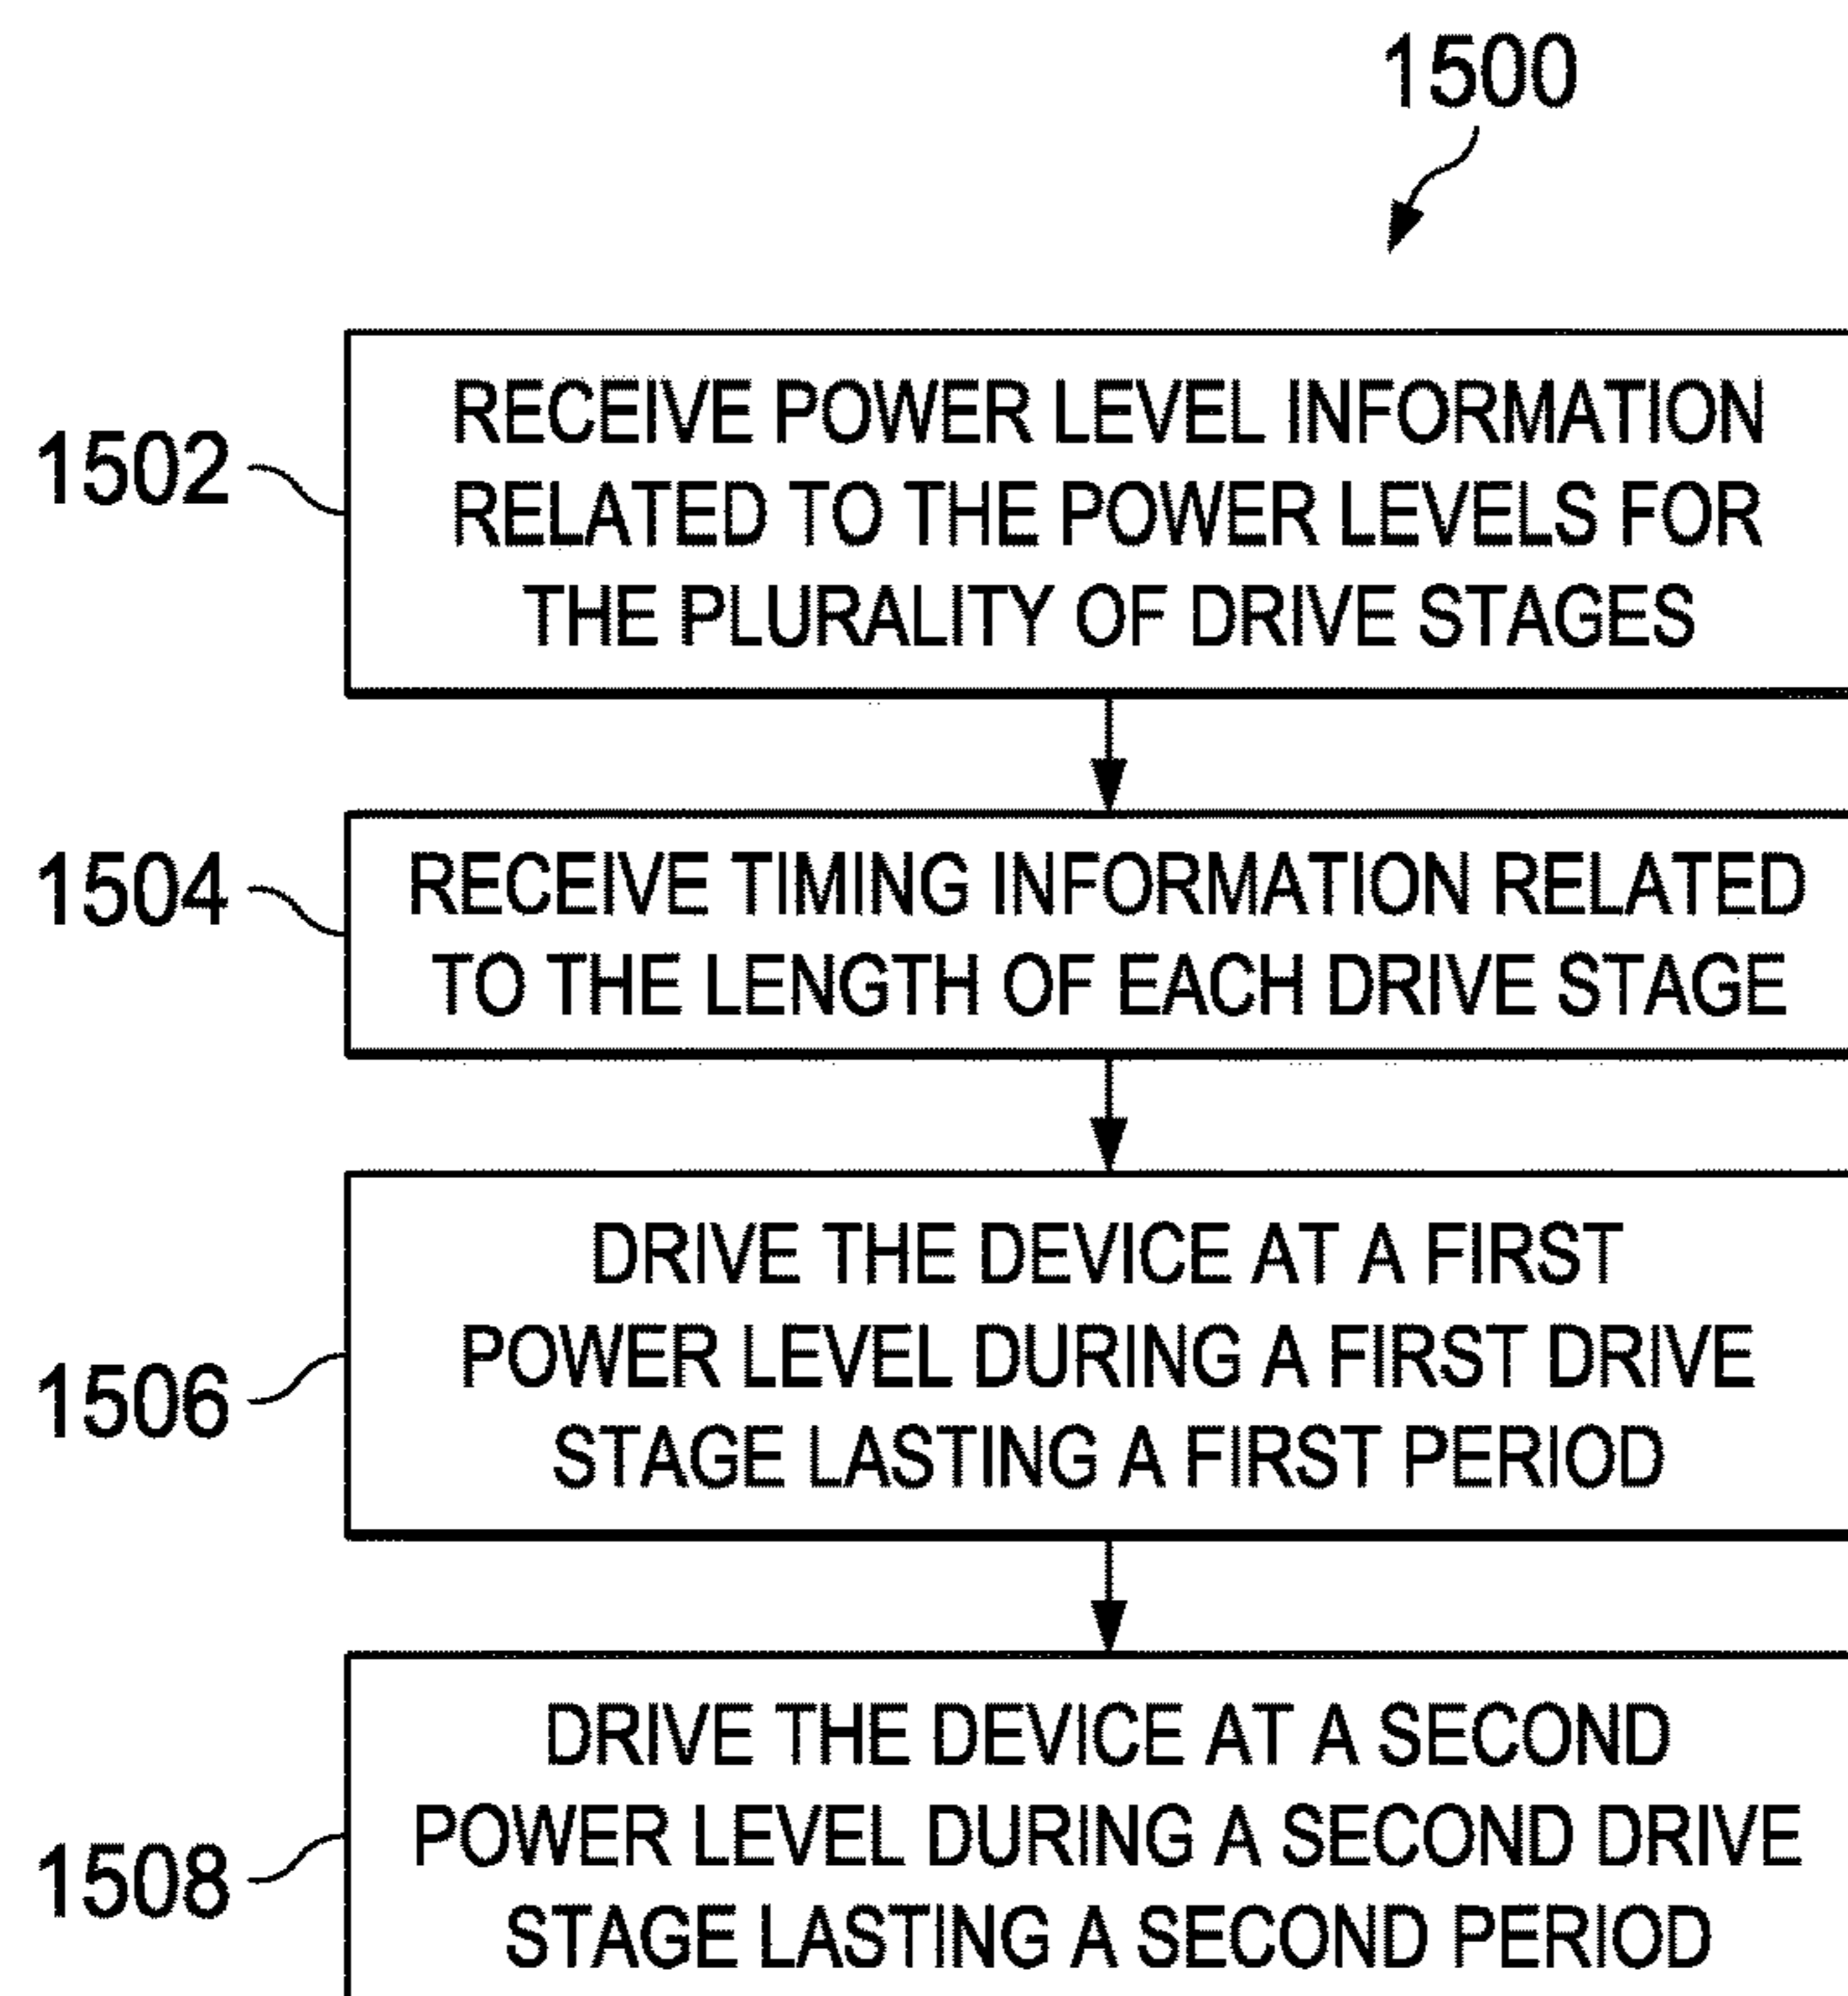 1500
1502
RECEIVE POWER LEVEL INFORMATION
RELATED TO THE POWER LEVELS FOR
THE PLURALITY OF DRIVE STAGES
1504
RECEIVE TIMING INFORMATION RELATED
TO THE LENGTH OF EACH DRIVE STAGE
1506
DRIVE THE DEVICE AT A FIRST
POWER LEVEL DURING A FIRST DRIVE
STAGE LASTING A FIRST PERIOD
1508
DRIVE THE DEVICE AT A SECOND
POWER LEVEL DURING A SECOND DRIVE
STAGE LASTING A SECOND PERIOD